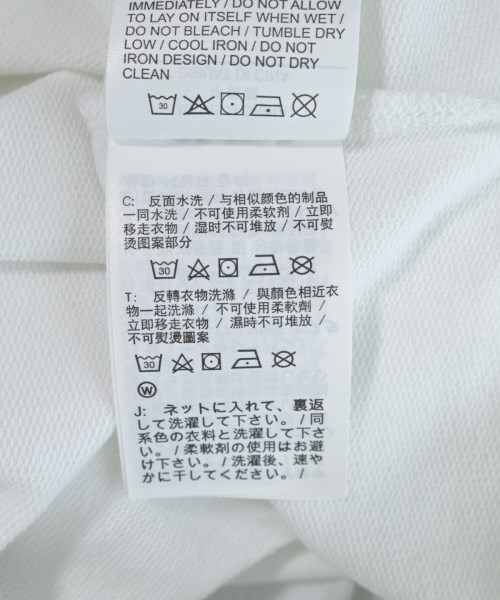 IMMEDIATELY / DO NOT ALLOW
TO LAY ON ITSELF WHEN WET /
DO NOT BLEACH / TUMBLE DRY
LOW / COOL IRON / DO NOT
IRON DESIGN / DO NOT DRY
CLEAN
30
C: 反面水洗 / 与相似颜色的制品
一同水洗 / 不可使用柔软剂 / 立即
移走衣物 / 湿时不可堆放 / 不可熨
烫图案部分
30
T: 反轉衣物洗滌 / 與顏色相近衣
物一起洗滌 / 不可使用柔軟劑 /
立即移走衣物 / 濕時不可堆放 /
不可熨燙圖案
30
W
J: ネットに入れて、裏返
して洗濯して下さい。/ 同
系色の衣料と洗濯して下さ
い。/ 柔軟剤の使用はお避
け下さい。/ 洗濯後、速や
かに干してください。/